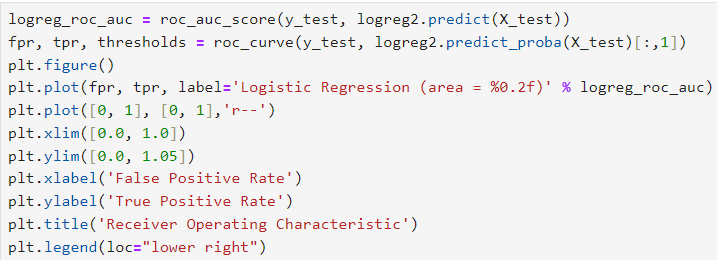 logreg_roc_auc = roc_auc_score(y_test, logreg2.predict(X_test))
fpr, tpr, thresholds = roc_curve(y_test, logreg2.predict_proba(X_test)[:,1])
plt.figure()
plt.plot(fpr, tpr, label='Logistic Regression (area = %0.2f)' % logreg_roc_auc)
plt.plot([0, 1], [0, 1],'r--')
plt.xlim([0.0, 1.0])
plt.ylim([0.0, 1.05])
plt.xlabel('False Positive Rate')
plt.ylabel('True Positive Rate')
plt.title('Receiver Operating Characteristic')
plt.legend(loc="lower right")